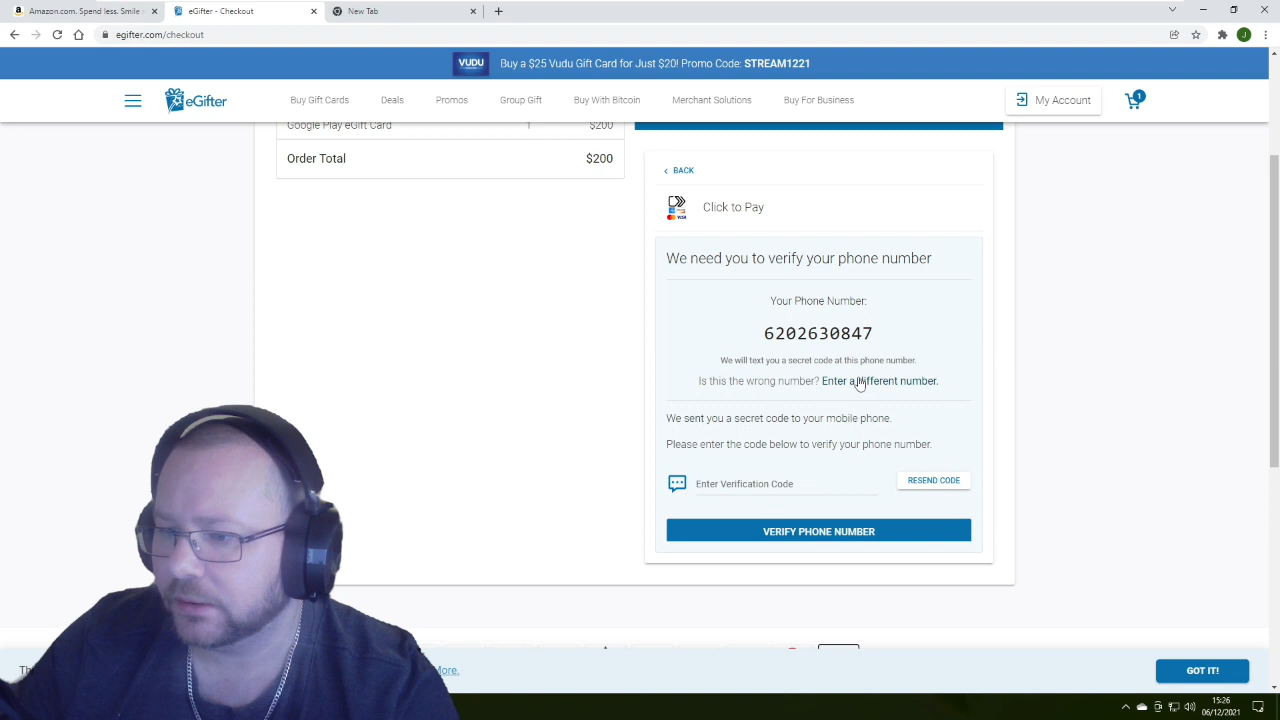 Amazon.com. Spend less. Smile
eGifter - Checkout
New Tab
egifter.com/checkout
J
VUDU
Buy a $25 Vudu Gift Card for Just $20! Promo Code: STREAM1221
eGifter
Buy Gift Cards
Deals
Promos
Group Gift
Buy With Bitcoin
Merchant Solutions
Buy For Business
My Account
1
Google Play eGift Card 1 $200
Order Total $200
BACK
VISA
Click to Pay
We need you to verify your phone number
Your Phone Number:
6202630847
We will text you a secret code at this phone number.
Is this the wrong number? Enter a different number.
We sent you a secret code to your mobile phone.
Please enter the code below to verify your phone number.
Enter Verification Code
RESEND CODE
VERIFY PHONE NUMBER
More.
GOT IT!
15:26
06/12/2021